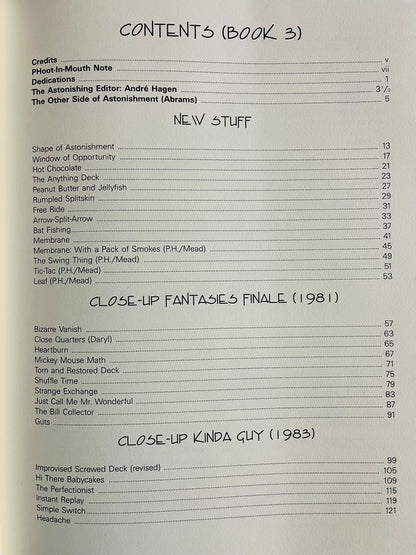 CONTENTS (BOOK 3)
Credits v
PHoot-In-Mouth Note vii
Dedications 1
The Astonishing Editor: André Hagen 3½
The Other Side of Astonishment (Abrams) 5
NEW STUFF
Shape of Astonishment 13
Window of Opportunity 17
Hot Chocolate 21
The Anything Deck 23
Peanut Butter and Jellyfish 27
Rumpled Splitskin 29
Free Ride 31
Arrow-Split-Arrow 33
Bat Fishing 37
Membrane 41
Membrane: With a Pack of Smokes (P.H./Mead) 45
The Swing Thing (P.H./Mead) 49
Tic-Tac (P.H./Mead) 51
Leaf (P.H./Mead) 53
CLOSE-UP FANTASIES FINALE (1981)
Bizarre Vanish 57
Close Quarters (Daryl) 63
Heartburn 65
Mickey Mouse Math 67
Torn and Restored Deck 71
Shuffle Time 75
Strange Exchange 79
Just Call Me Mr. Wonderful 83
The Bill Collector 87
Guts 91
CLOSE-UP KINDA GUY (1983)
Improvised Screwed Deck (revised) 99
Hi There Babycakes 105
The Perfectionist 109
Instant Replay 115
Simple Switch 119
Headache 121